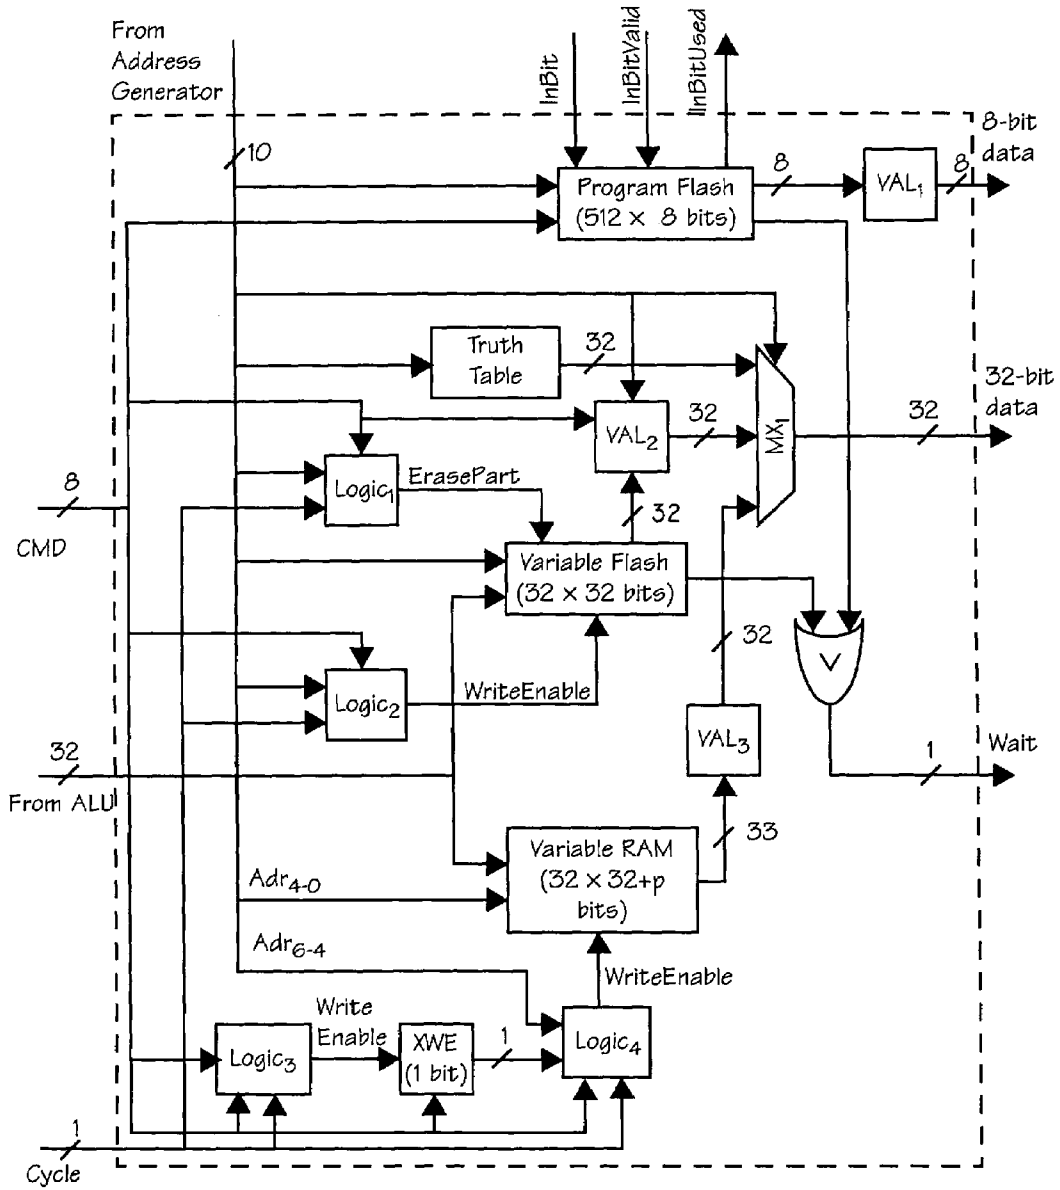 From
Address
Generator
InBit
InBitValid
InBitUsed
10
8-bit
data
Program Flash
(512 × 8 bits)
8
VAL1
8
32-bit
data
Truth
Table
32
VAL2
32
MX1
32
8
CMD
Logic1
ErasePart
32
Variable Flash
(32 × 32 bits)
32
V
Logic2
WriteEnable
VAL3
32
From ALU
1
Wait
33
Variable RAM
(32 × 32+p
bits)
Adr4-0
Adr6-4
WriteEnable
Write
Enable
Logic3
XWE
(1 bit)
1
Logic4
1
Cycle